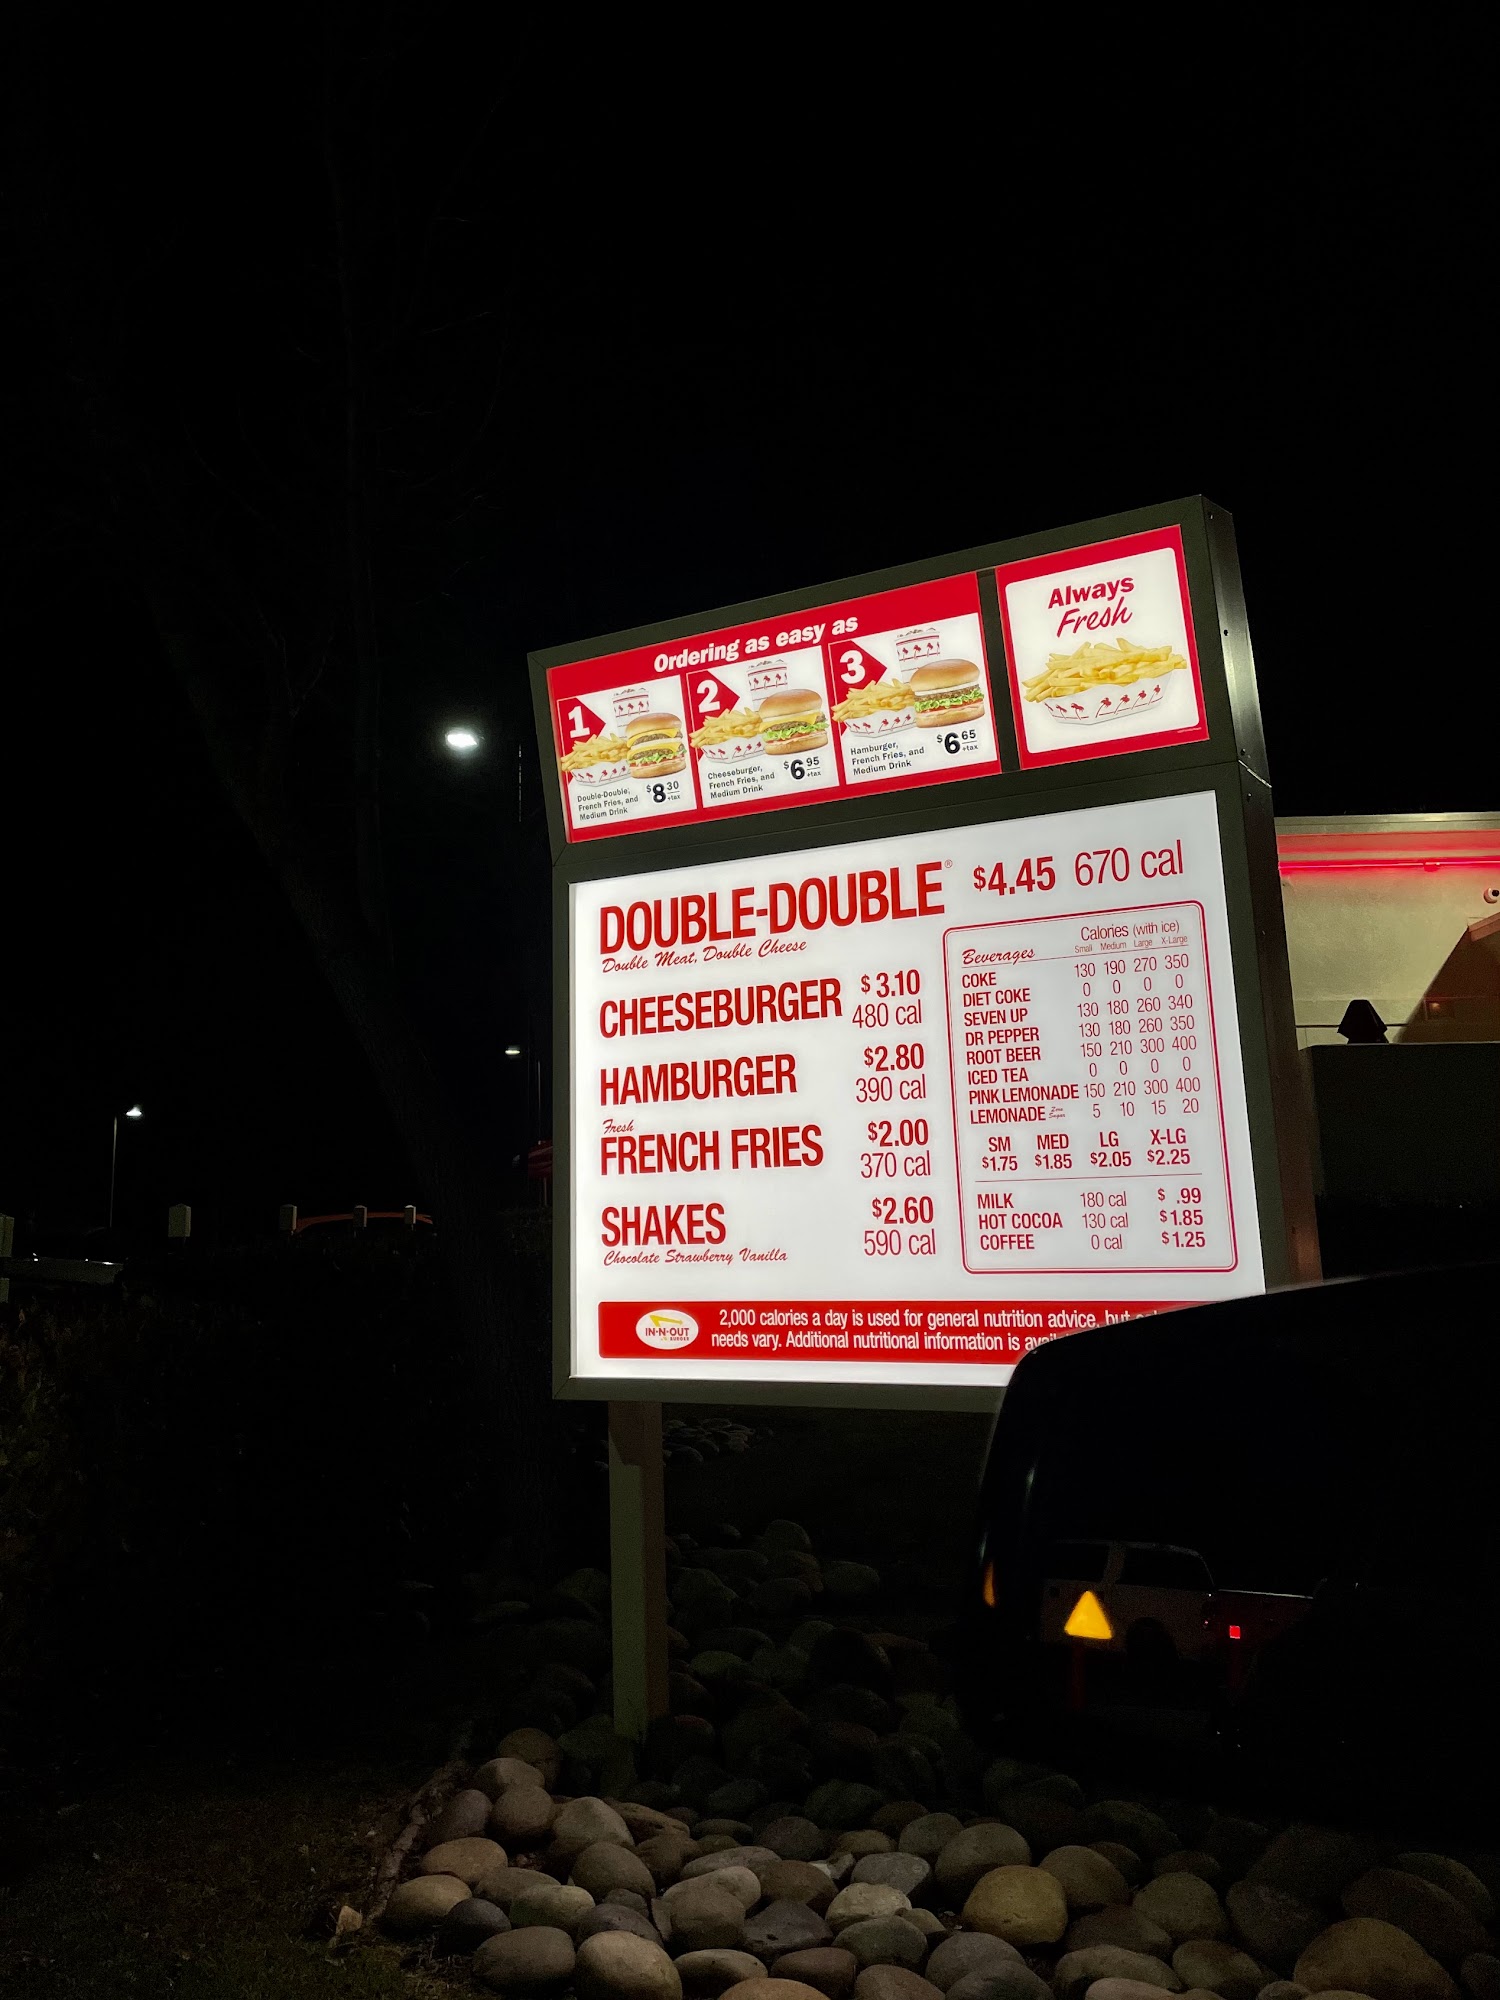 Ordering as easy as
1
Double-Double,
French Fries, and
Medium Drink
$8 30 +tax
2
Cheeseburger,
French Fries, and
Medium Drink
$6 95 +tax
3
Hamburger,
French Fries, and
Medium Drink
$6 65 +tax
Always
Fresh
DOUBLE-DOUBLE® $4.45 670 cal
Double Meat, Double Cheese
CHEESEBURGER $3.10
480 cal
HAMBURGER $2.80
390 cal
Fresh
FRENCH FRIES $2.00
370 cal
SHAKES $2.60
590 cal
Chocolate Strawberry Vanilla
Calories (with ice)
Beverages Small Medium Large X-Large
COKE 130 190 270 350
DIET COKE 0 0 0 0
SEVEN UP 130 180 260 340
DR PEPPER 130 180 260 350
ROOT BEER 150 210 300 400
ICED TEA 0 0 0 0
PINK LEMONADE 150 210 300 400
LEMONADE Zero Sugar 5 10 15 20
SM MED LG X-LG
$1.75 $1.85 $2.05 $2.25
MILK 180 cal $ .99
HOT COCOA 130 cal $1.85
COFFEE 0 cal $1.25
IN-N-OUT
BURGER
2,000 calories a day is used for general nutrition advice, but
needs vary. Additional nutritional information is